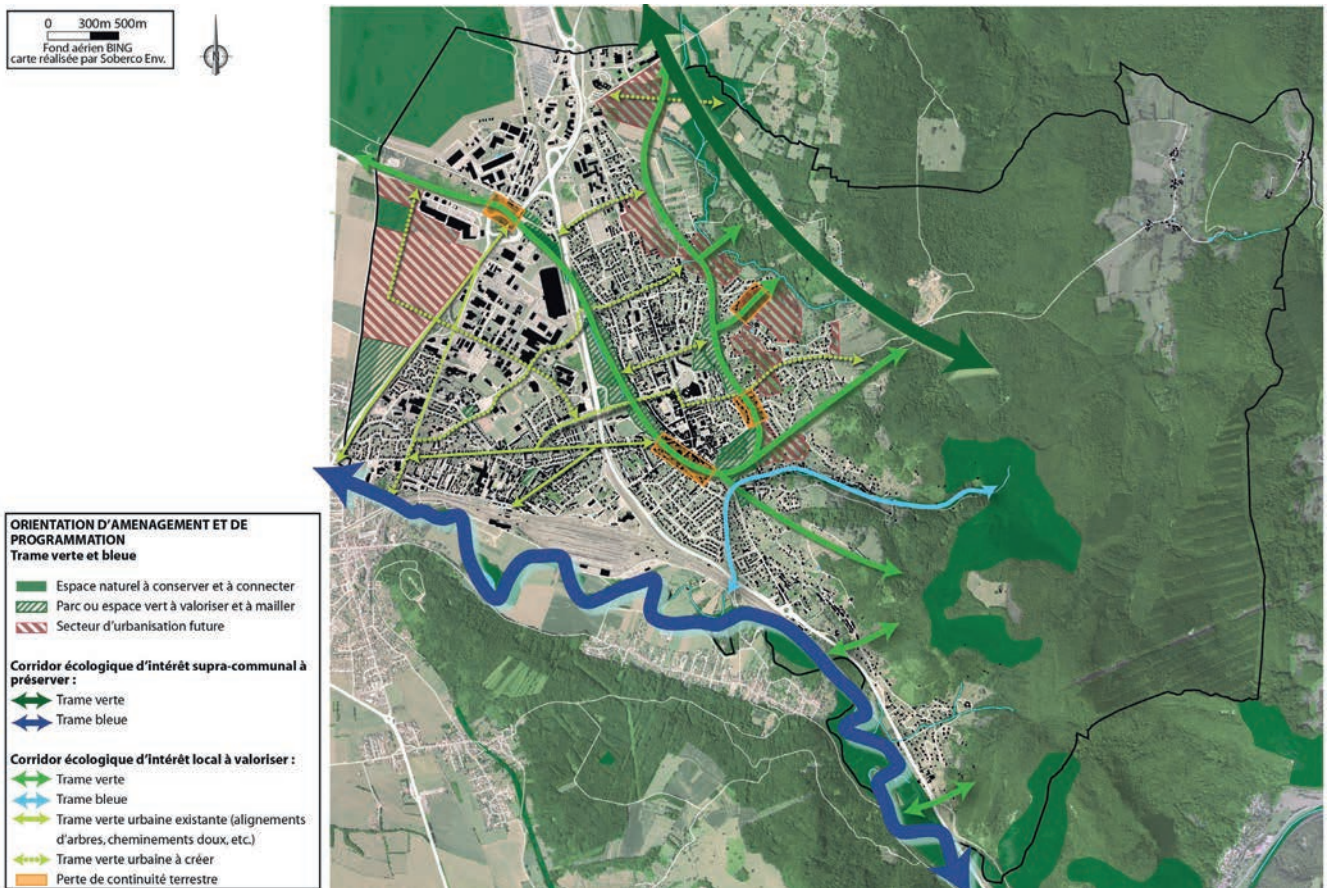 0 300m 500m
Fond aérien BING
carte réalisée par Soberco Env.
ORIENTATION D'AMENAGEMENT ET DE
PROGRAMMATION
Trame verte et bleue
Espace naturel à conserver et à connecter
Parc ou espace vert à valoriser et à mailler
Secteur d'urbanisation future
Corridor écologique d'intérêt supra-communal à
préserver :
Trame verte
Trame bleue
Corridor écologique d'intérêt local à valoriser :
Trame verte
Trame bleue
Trame verte urbaine existante (alignements
d'arbres, cheminements doux, etc.)
Trame verte urbaine à créer
Perte de continuité terrestre